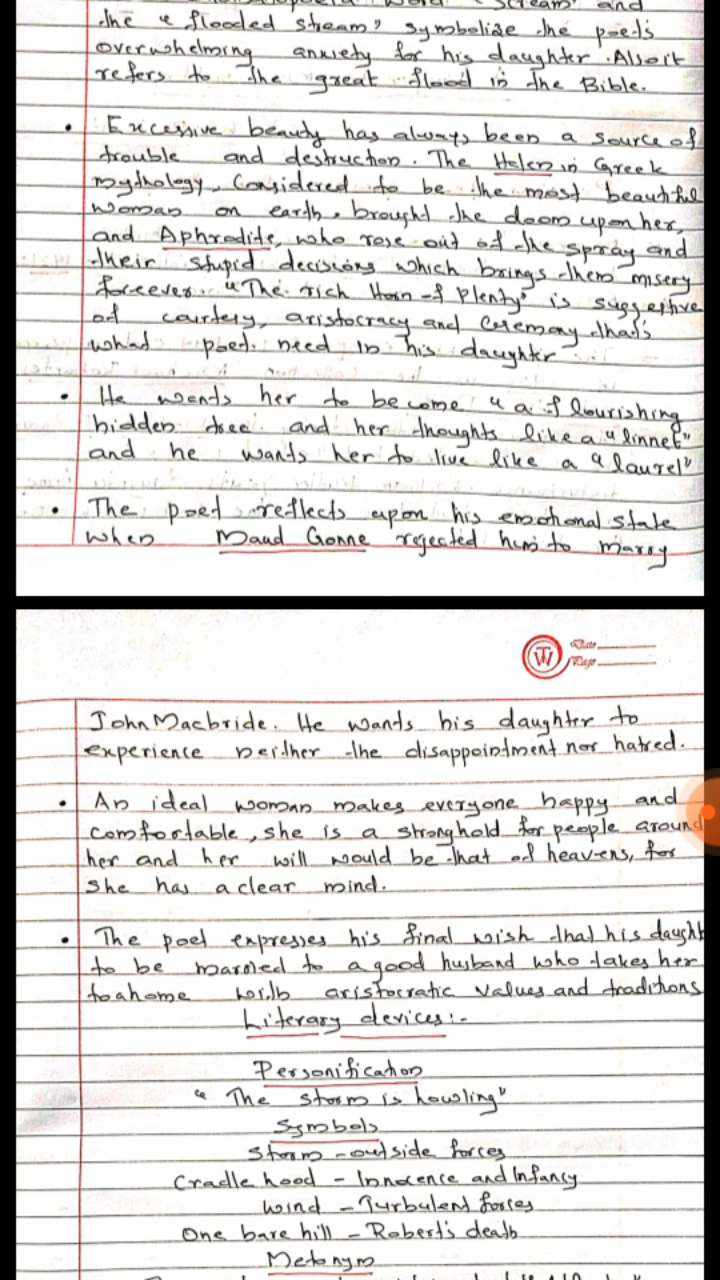 word "scream" and
the "flooded stream" symbolise the poet's
overwhelming anxiety for his daughter. Also it
refers to the great flood in the Bible.
• Excessive beauty has always been a source of
trouble and destruction. The Helen in Greek
mythology, considered to be the most beautiful
woman on earth, brought the doom upon her,
and Aphrodite, who rose out of the spray and
their stupid decisions which brings them misery
foreever. "The rich Horn of Plenty" is suggestive
of courtesy, aristocracy and ceremony that's
what poet need in his daughter
• He wants her to become "a flourishing
hidden tree and her thoughts like a "linnet"
and he wants her to live like a "laurel"
• The poet reflects upon his emotional state
when Maud Gonne rejected him to marry
TW
Date
Page
John Macbride. He wants his daughter to
experience neither the disappointment nor hatred.
• An ideal woman makes everyone happy and
comfortable, she is a stronghold for people around
her and her will would be that of heavens, for
she has a clear mind.
• The poet expresses his final wish that his daught
to be married to a good husband who takes her
to a home with aristocratic values and traditions
Literary devices:-
Personification
"The storm is howling"
Symbols
Storm - outside forces
Cradle hood - Innocence and Infancy
Wind - Turbulent forces
One bare hill - Robert's death
Metonym